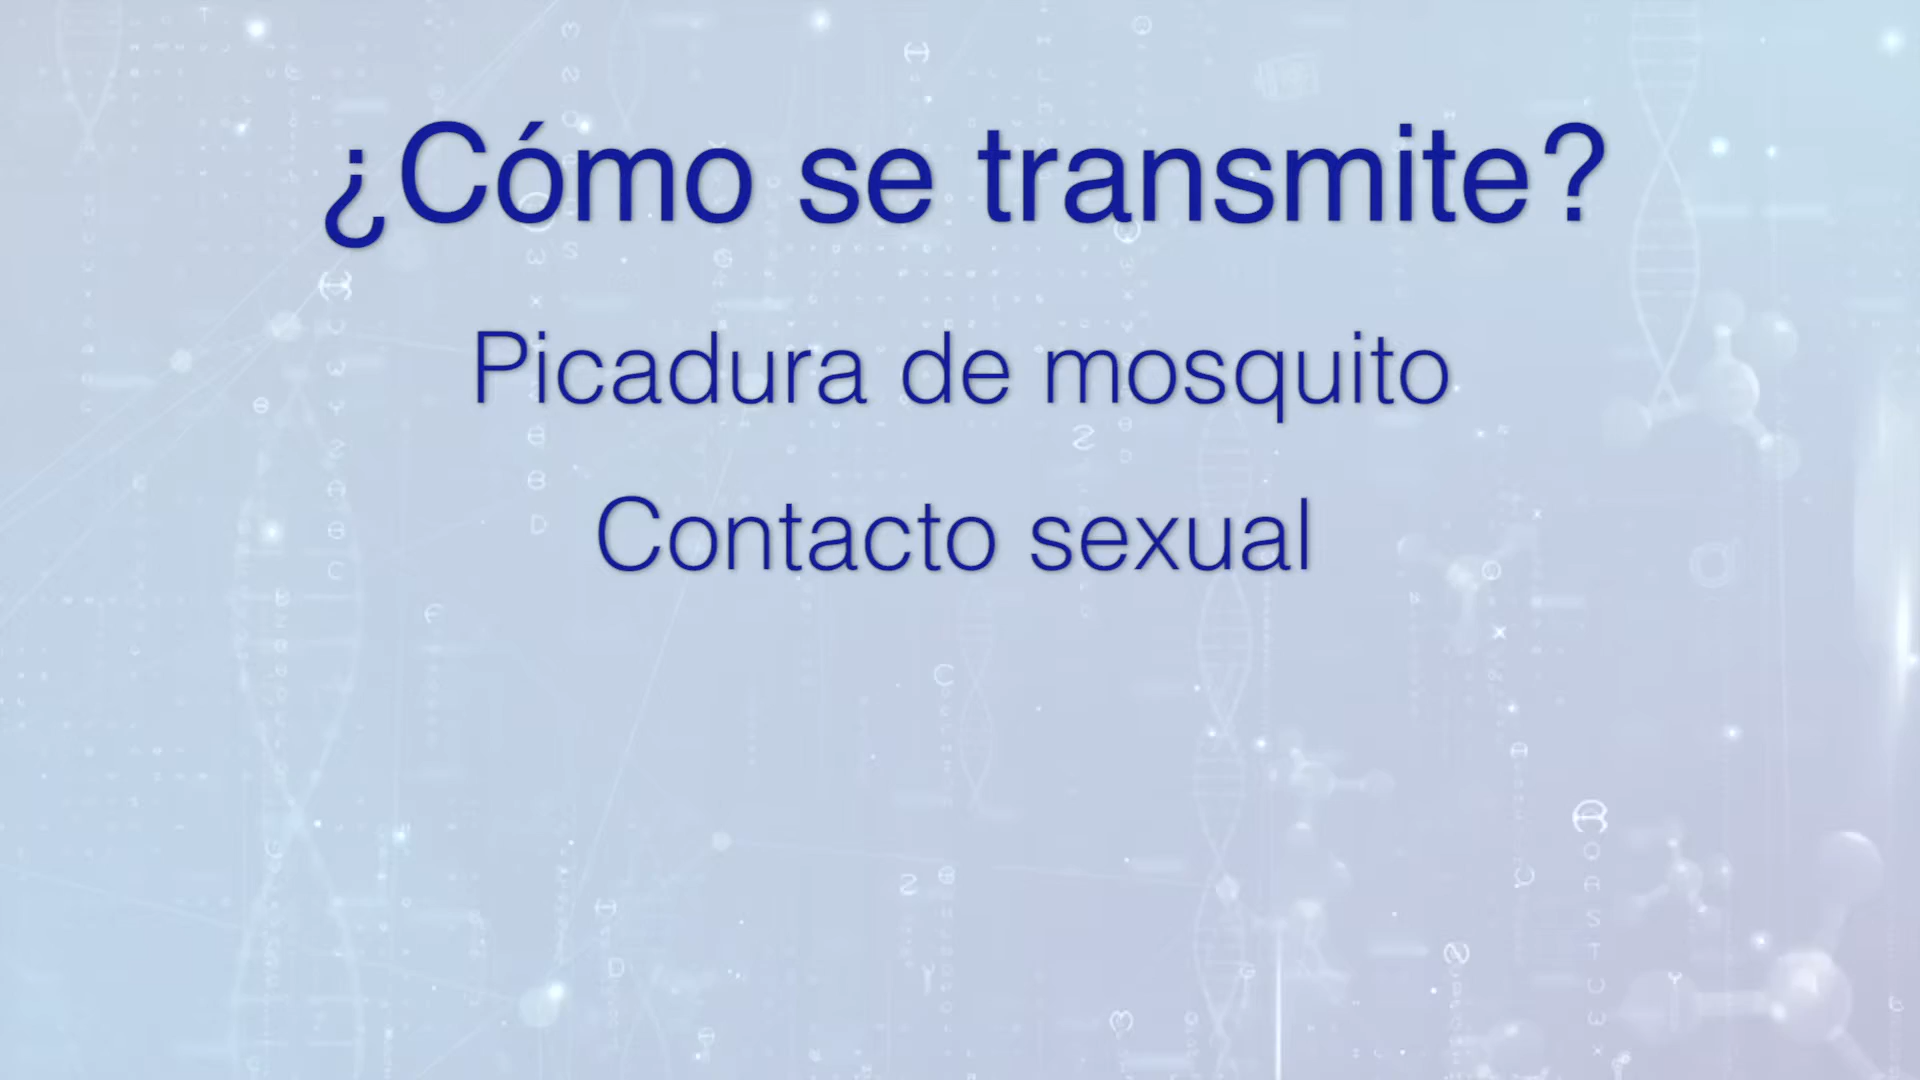 ¿Cómo se transmite?
Picadura de mosquito
Contacto sexual